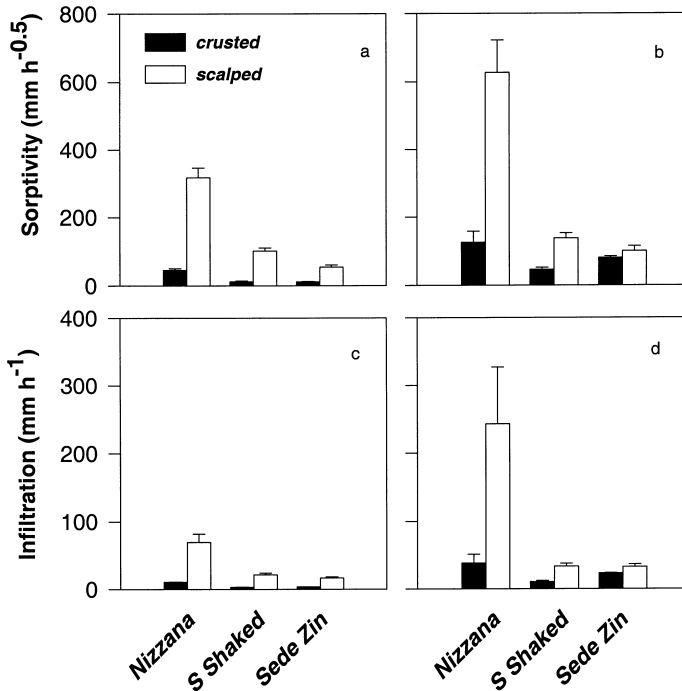 Sorptivity (mm h-0.5)
800
600
400
200
0
crusted
scalped
a
b
Infiltration (mm h-1)
400
300
200
100
0
c
d
Nizzana
S Shaked
Sede Zin
Nizzana
S Shaked
Sede Zin